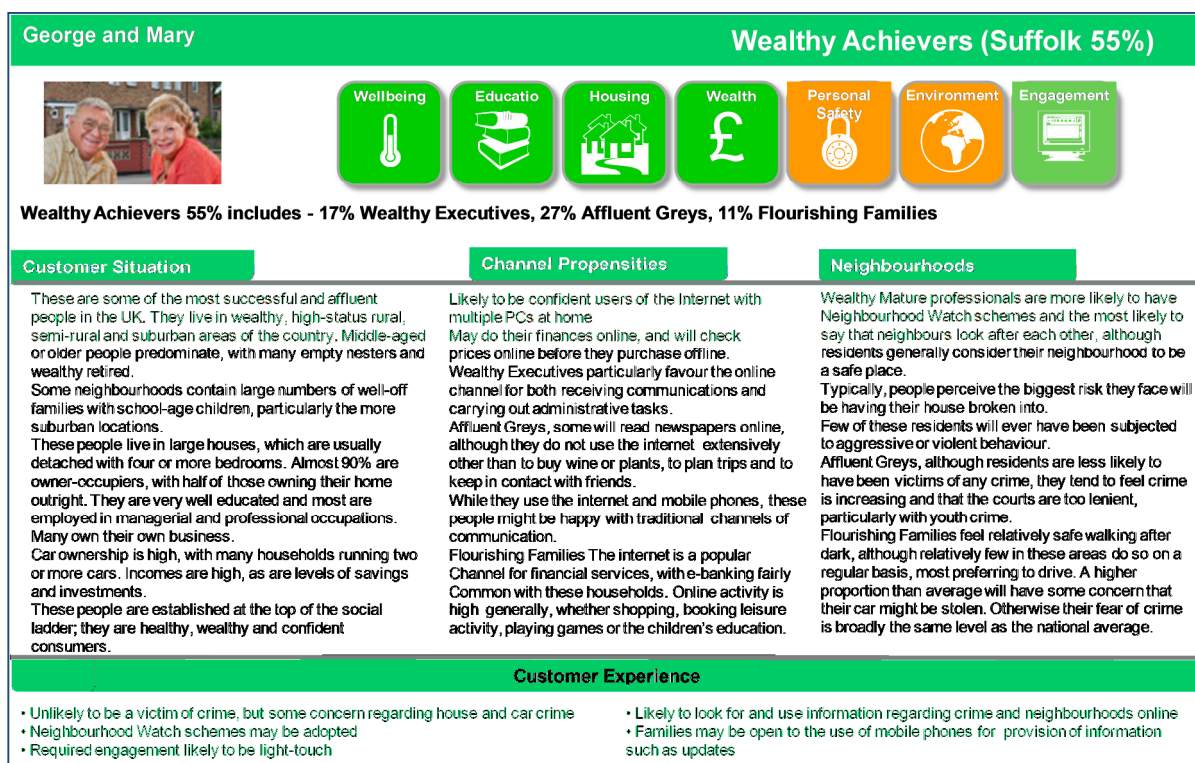 George and Mary
Wealthy Achievers (Suffolk 55%)
Wellbeing
Educatio
Housing
Wealth
£
Personal
Safety
Environment
Engagement
Wealthy Achievers 55% includes - 17% Wealthy Executives, 27% Affluent Greys, 11% Flourishing Families
Customer Situation
These are some of the most successful and affluent
people in the UK. They live in wealthy, high-status rural,
semi-rural and suburban areas of the country. Middle-aged
or older people predominate, with many empty nesters and
wealthy retired.
Some neighbourhoods contain large numbers of well-off
families with school-age children, particularly the more
suburban locations.
These people live in large houses, which are usually
detached with four or more bedrooms. Almost 90% are
owner-occupiers, with half of those owning their home
outright. They are very well educated and most are
employed in managerial and professional occupations.
Many own their own business.
Car ownership is high, with many households running two
or more cars. Incomes are high, as are levels of savings
and investments.
These people are established at the top of the social
ladder; they are healthy, wealthy and confident
consumers.
Channel Propensities
Likely to be confident users of the Internet with
multiple PCs at home
May do their finances online, and will check
prices online before they purchase offline.
Wealthy Executives particularly favour the online
channel for both receiving communications and
carrying out administrative tasks.
Affluent Greys, some will read newspapers online,
although they do not use the internet extensively
other than to buy wine or plants, to plan trips and to
keep in contact with friends.
While they use the internet and mobile phones, these
people might be happy with traditional channels of
communication.
Flourishing Families The internet is a popular
Channel for financial services, with e-banking fairly
Common with these households. Online activity is
high generally, whether shopping, booking leisure
activity, playing games or the children's education.
Neighbourhoods
Wealthy Mature professionals are more likely to have
Neighbourhood Watch schemes and the most likely to
say that neighbours look after each other, although
residents generally consider their neighbourhood to be
a safe place.
Typically, people perceive the biggest risk they face will
be having their house broken into.
Few of these residents will ever have been subjected
to aggressive or violent behaviour.
Affluent Greys, although residents are less likely to
have been victims of any crime, they tend to feel crime
is increasing and that the courts are too lenient,
particularly with youth crime.
Flourishing Families feel relatively safe walking after
dark, although relatively few in these areas do so on a
regular basis, most preferring to drive. A higher
proportion than average will have some concern that
their car might be stolen. Otherwise their fear of crime
is broadly the same level as the national average.
Customer Experience
• Unlikely to be a victim of crime, but some concern regarding house and car crime
• Neighbourhood Watch schemes may be adopted
• Required engagement likely to be light-touch
• Likely to look for and use information regarding crime and neighbourhoods online
• Families may be open to the use of mobile phones for provision of information
such as updates